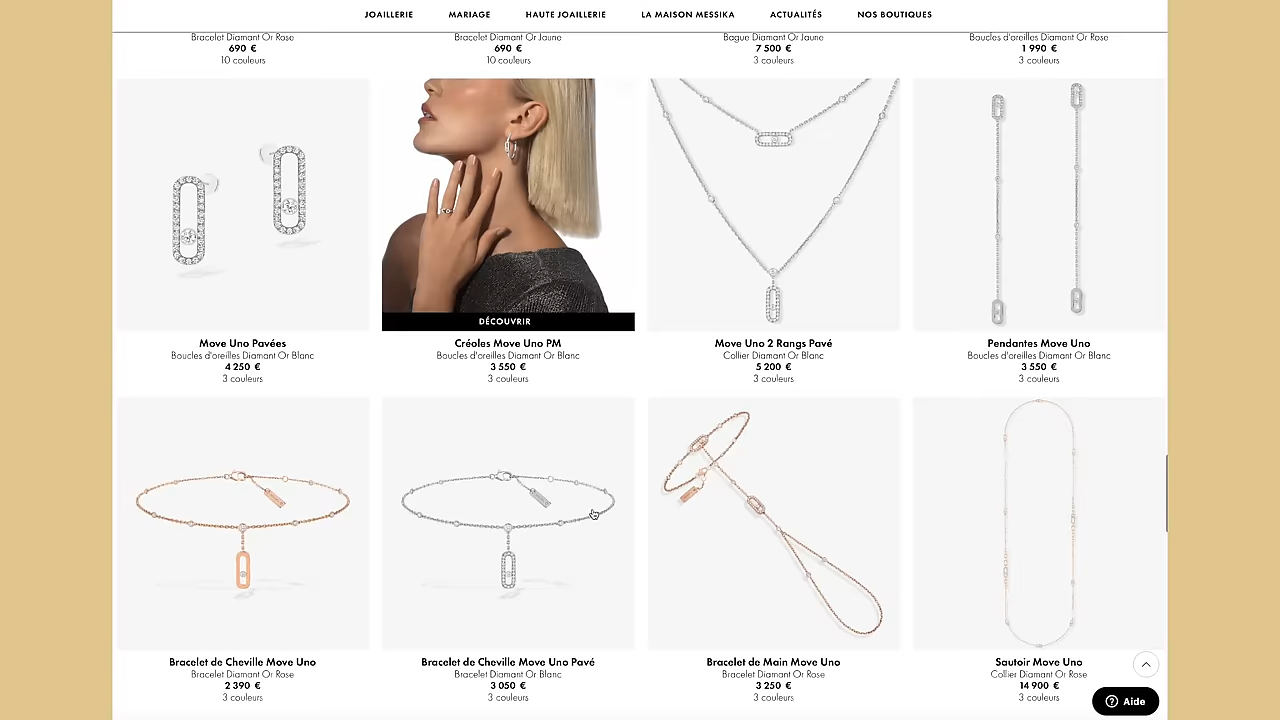 JOAILLERIE MARIAGE HAUTE JOAILLERIE LA MAISON MESSIKA ACTUALITÉS NOS BOUTIQUES
Bracelet Diamant Or Rose
690 €
10 couleurs
Bracelet Diamant Or Jaune
690 €
10 couleurs
Bague Diamant Or Jaune
7 500 €
3 couleurs
Boucles d'oreilles Diamant Or Rose
1 990 €
3 couleurs
Move Uno Pavées
Boucles d'oreilles Diamant Or Blanc
4 250 €
3 couleurs
DÉCOUVRIR
Créoles Move Uno PM
Boucles d'oreilles Diamant Or Blanc
3 550 €
3 couleurs
Move Uno 2 Rangs Pavé
Collier Diamant Or Blanc
5 200 €
3 couleurs
Pendantes Move Uno
Boucles d'oreilles Diamant Or Blanc
3 550 €
3 couleurs
Bracelet de Cheville Move Uno
Bracelet Diamant Or Rose
2 390 €
3 couleurs
Bracelet de Cheville Move Uno Pavé
Bracelet Diamant Or Blanc
3 050 €
3 couleurs
Bracelet de Main Move Uno
Bracelet Diamant Or Rose
3 250 €
3 couleurs
Sautoir Move Uno
Collier Diamant Or Rose
14 900 €
3 couleurs
Aide